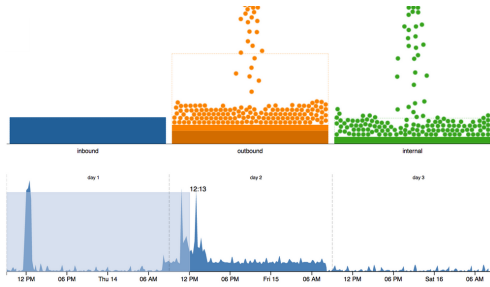 inbound outbound internal
day 1 day 2 day 3
12:13
12 PM 06 PM Thu 14 06 AM 12 PM 06 PM Fri 15 06 AM 12 PM 06 PM Sat 16 06 AM